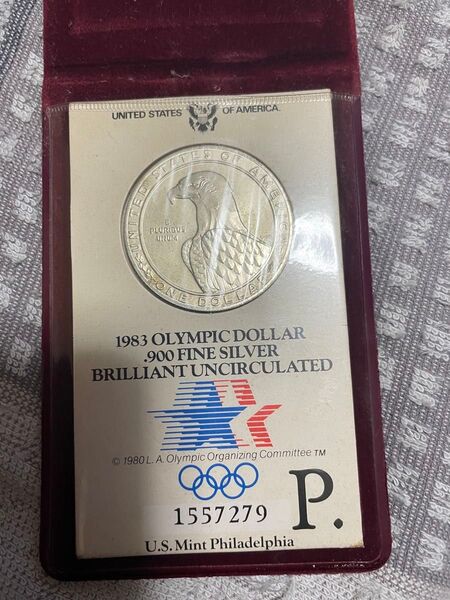 UNITED STATES OF AMERICA
UNITED STATES OF AMERICA
E
PLURIBUS
UNUM
ONE DOLLAR
1983 OLYMPIC DOLLAR
.900 FINE SILVER
BRILLIANT UNCIRCULATED
© 1980 L.A. Olympic Organizing Committee TM
1557279 P.
U.S. Mint Philadelphia